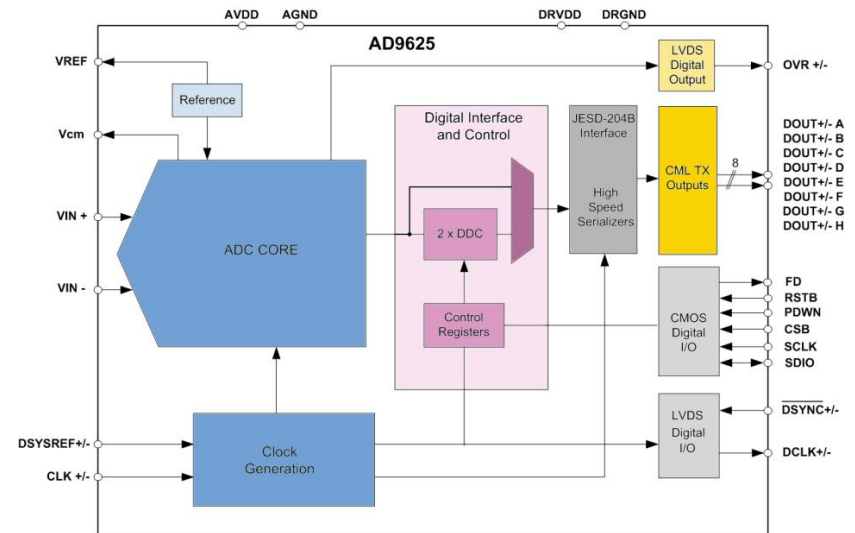 AVDD
AGND
DRVDD
DRGND
AD9625
VREF
Reference
LVDS
Digital
Output
OVR +/-
Vcm
Digital Interface
and Control
JESD-204B
Interface
High
Speed
Serializers
CML TX
Outputs
8
DOUT+/- A
DOUT+/- B
DOUT+/- C
DOUT+/- D
DOUT+/- E
DOUT+/- F
DOUT+/- G
DOUT+/- H
VIN +
VIN -
ADC CORE
2 x DDC
Control
Registers
CMOS
Digital
I/O
FD
RSTB
PDWN
CSB
SCLK
SDIO
DSYSREF+/-
CLK +/-
Clock
Generation
LVDS
Digital
I/O
DSYNC+/-
DCLK+/-